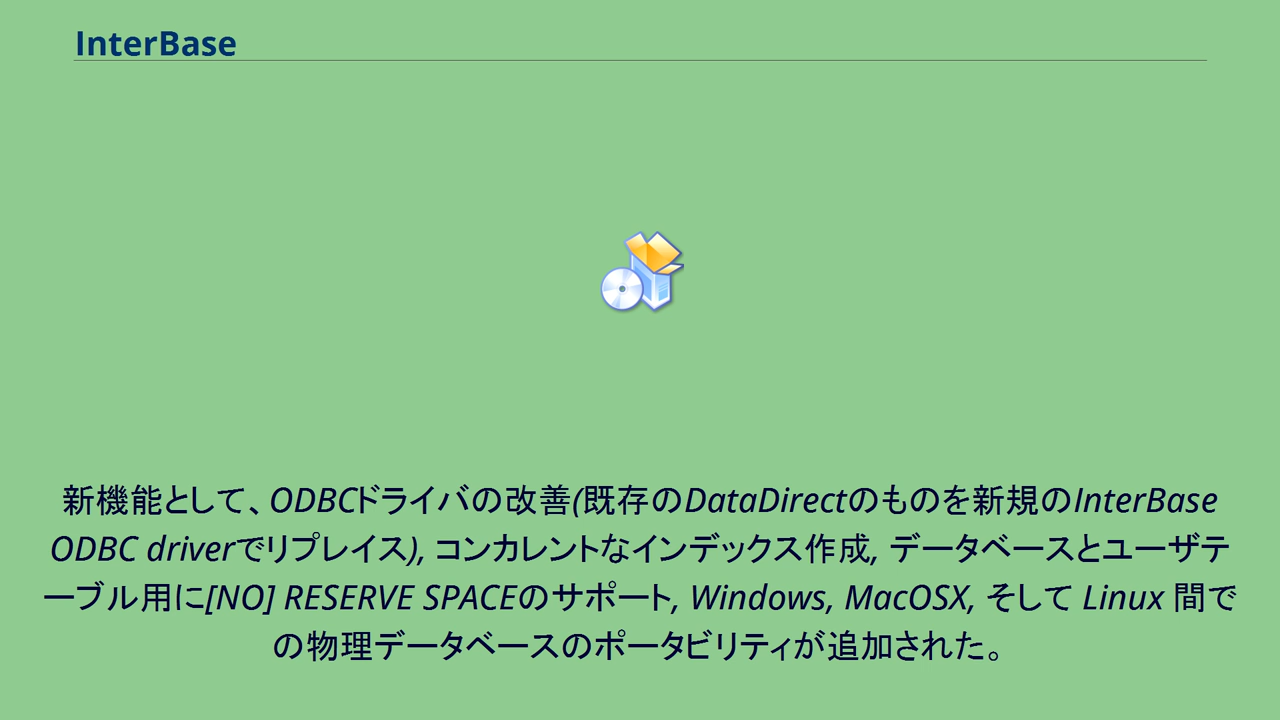 InterBase
新機能として、ODBCドライバの改善(既存のDataDirectのものを新規のInterBase
ODBC driverでリプレイス), コンカレントなインデックス作成, データベースとユーザテ
ーブル用に[NO] RESERVE SPACEのサポート, Windows, MacOSX, そして Linux 間で
の物理データベースのポータビリティが追加された。